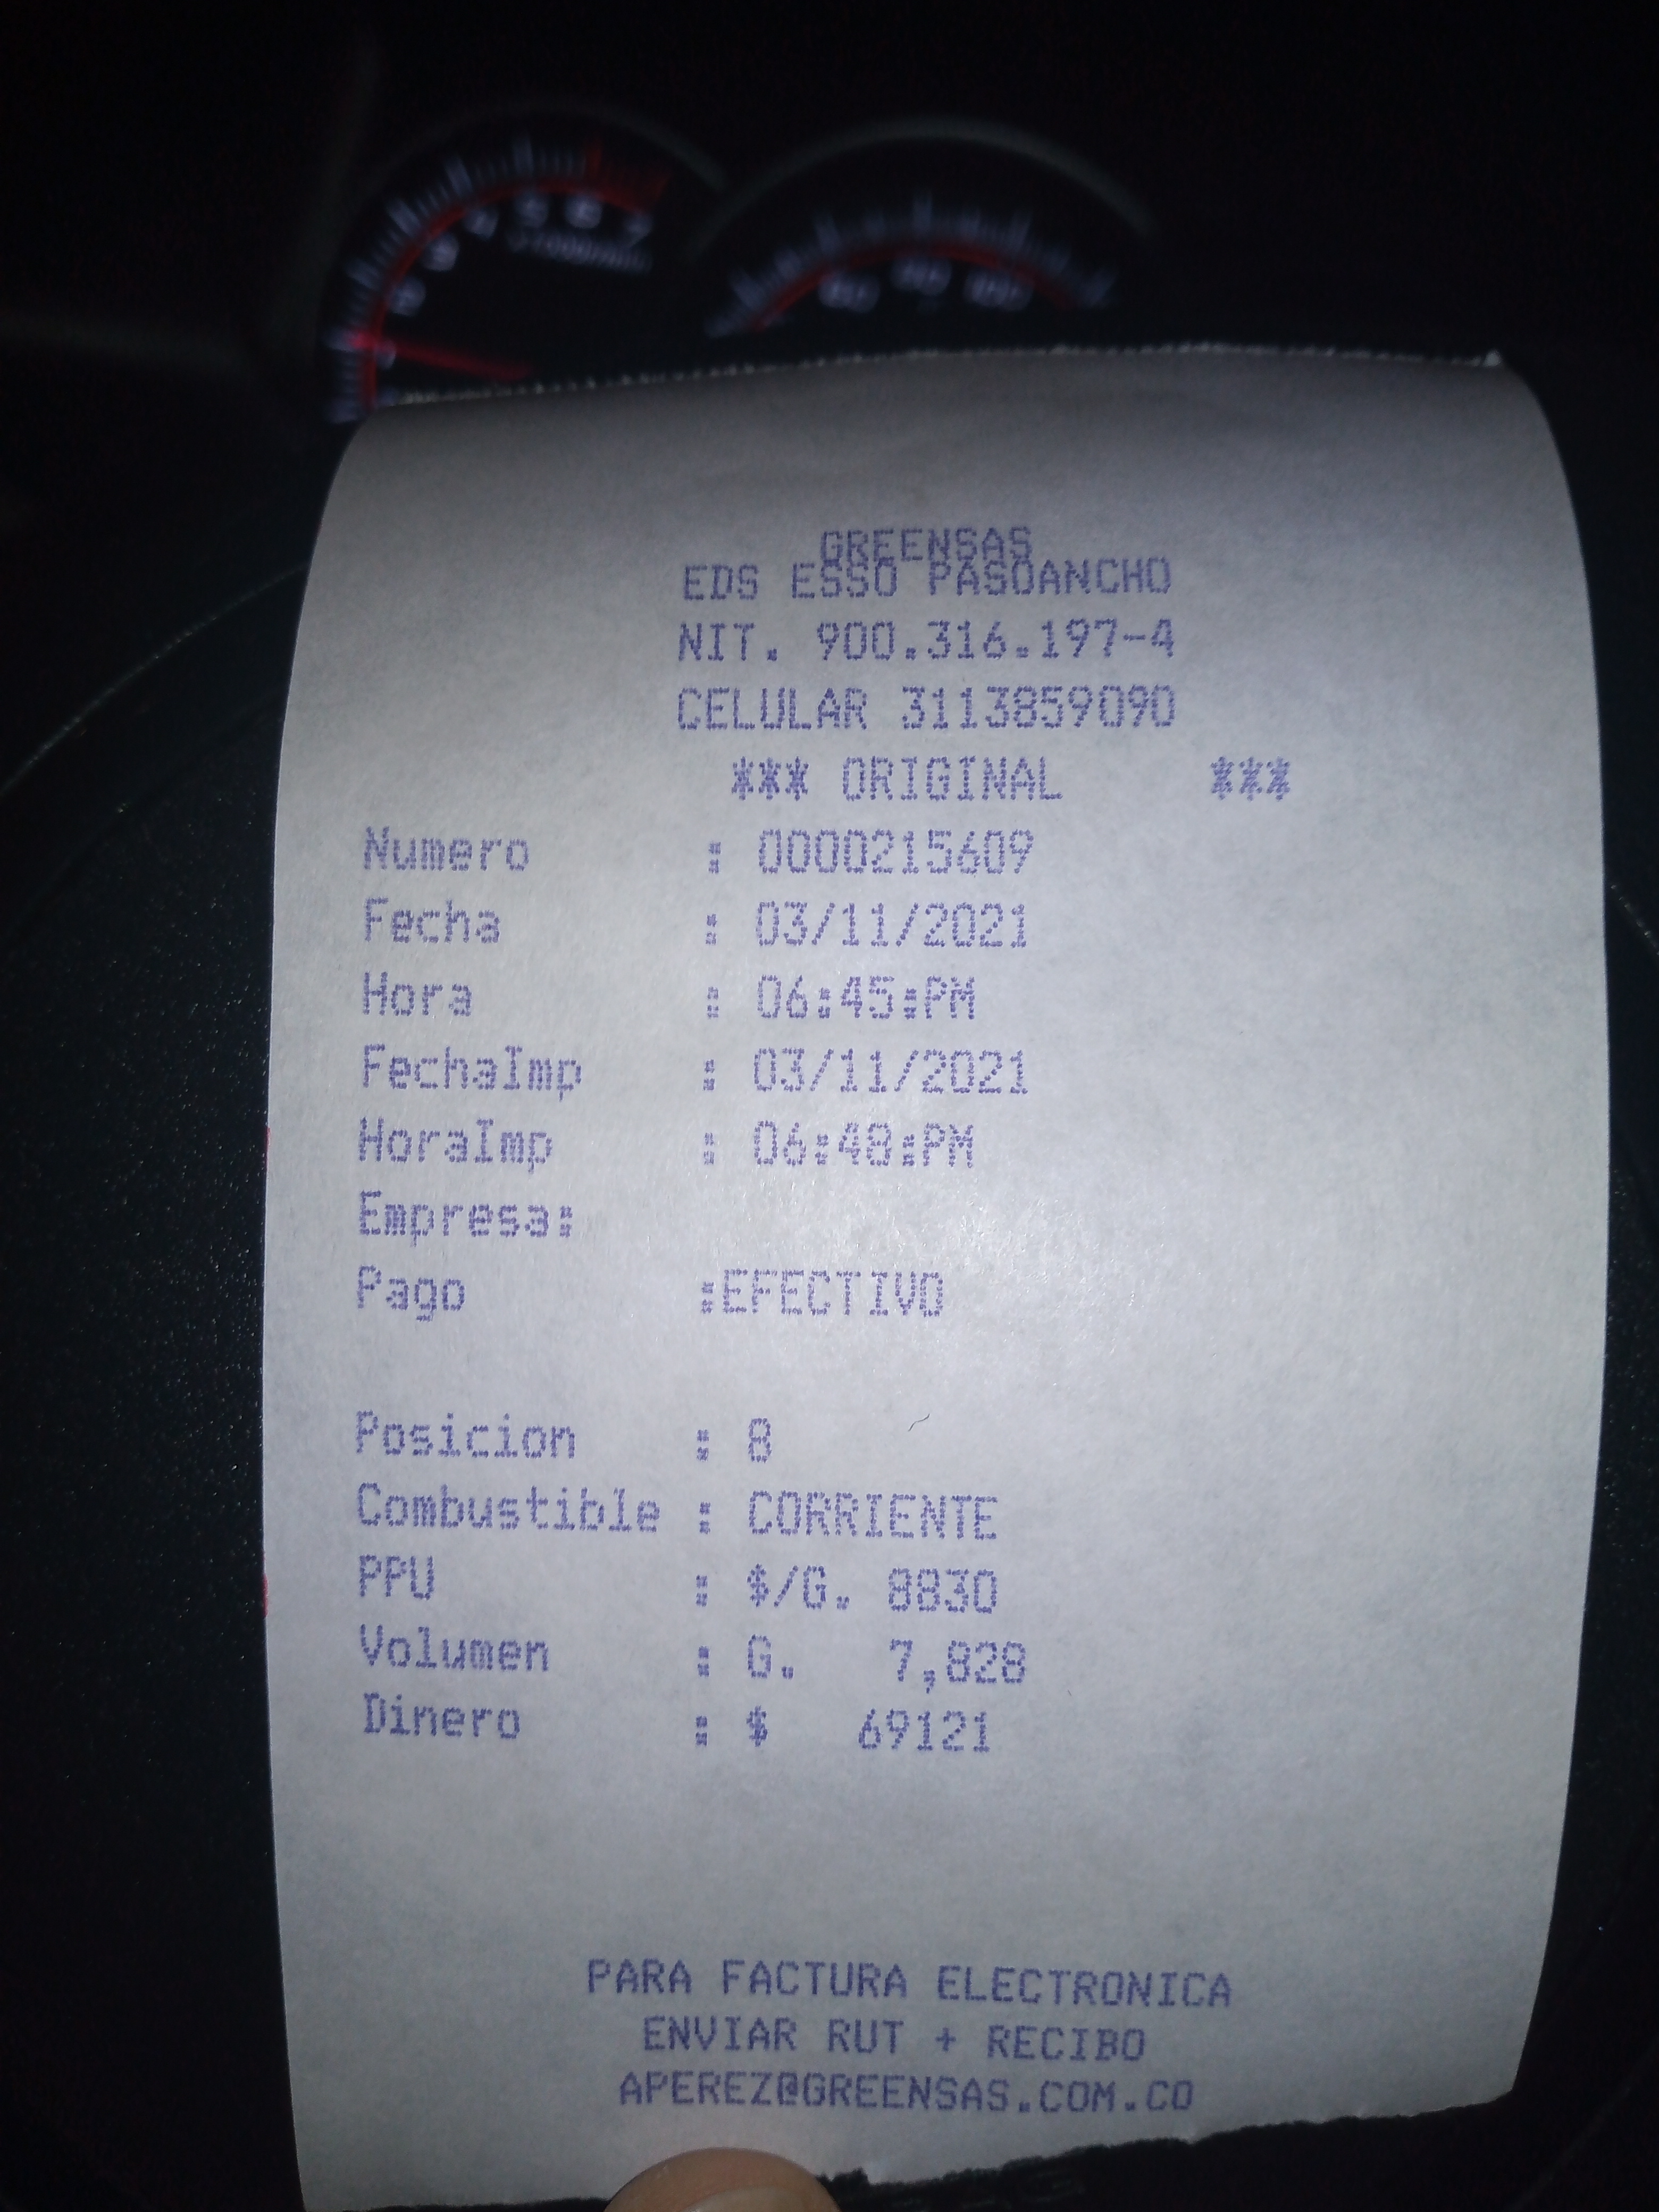 GREENSAS
EDS ESSO PASOANCHO
NIT. 900.316.197-4
CELULAR 3113859090
*** ORIGINAL ***
Numero : 0000215609
Fecha : 03/11/2021
Hora : 06:45:PM
FechaImp : 03/11/2021
HoraImp : 06:48:PM
Empresa:
Pago :EFECTIVO
Posicion : 8
Combustible : CORRIENTE
PPU : $/G. 8830
Volumen : G. 7,828
Dinero : $ 69121
PARA FACTURA ELECTRONICA
ENVIAR RUT + RECIBO
APEREZ@GREENSAS.COM.CO